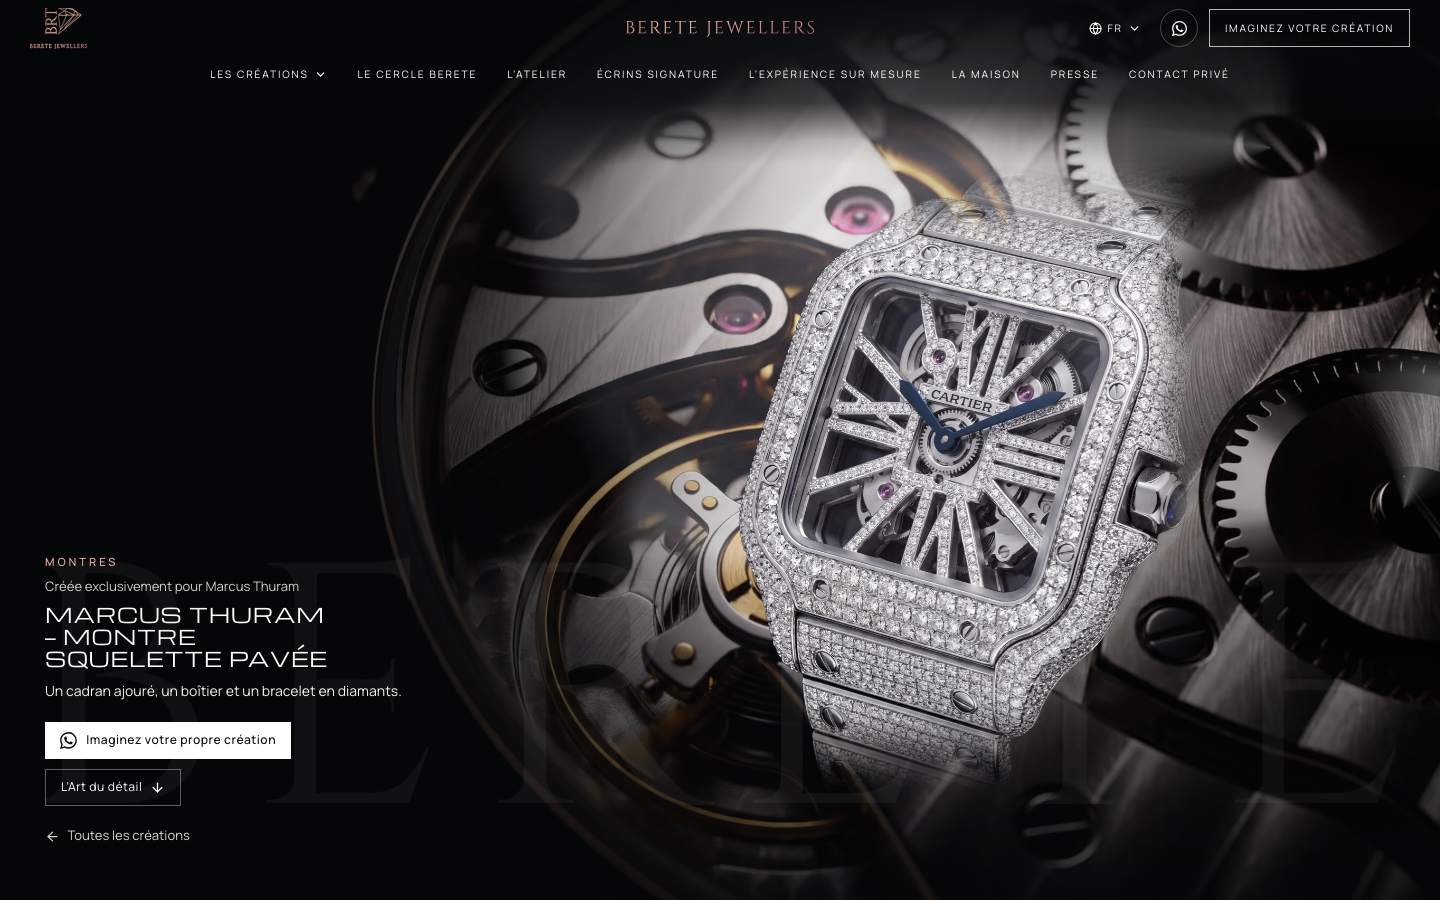 BRT
BERETE JEWELLERS
BERETE JEWELLERS
FR
IMAGINEZ VOTRE CRÉATION
LES CRÉATIONS
LE CERCLE BERETE
L'ATELIER
ÉCRINS SIGNATURE
L'EXPÉRIENCE SUR MESURE
LA MAISON
PRESSE
CONTACT PRIVÉ
CARTIER
MONTRES
Créée exclusivement pour Marcus Thuram
MARCUS THURAM
– MONTRE
SQUELETTE PAVÉE
Un cadran ajouré, un boîtier et un bracelet en diamants.
Imaginez votre propre création
L'Art du détail
Toutes les créations
BERETE